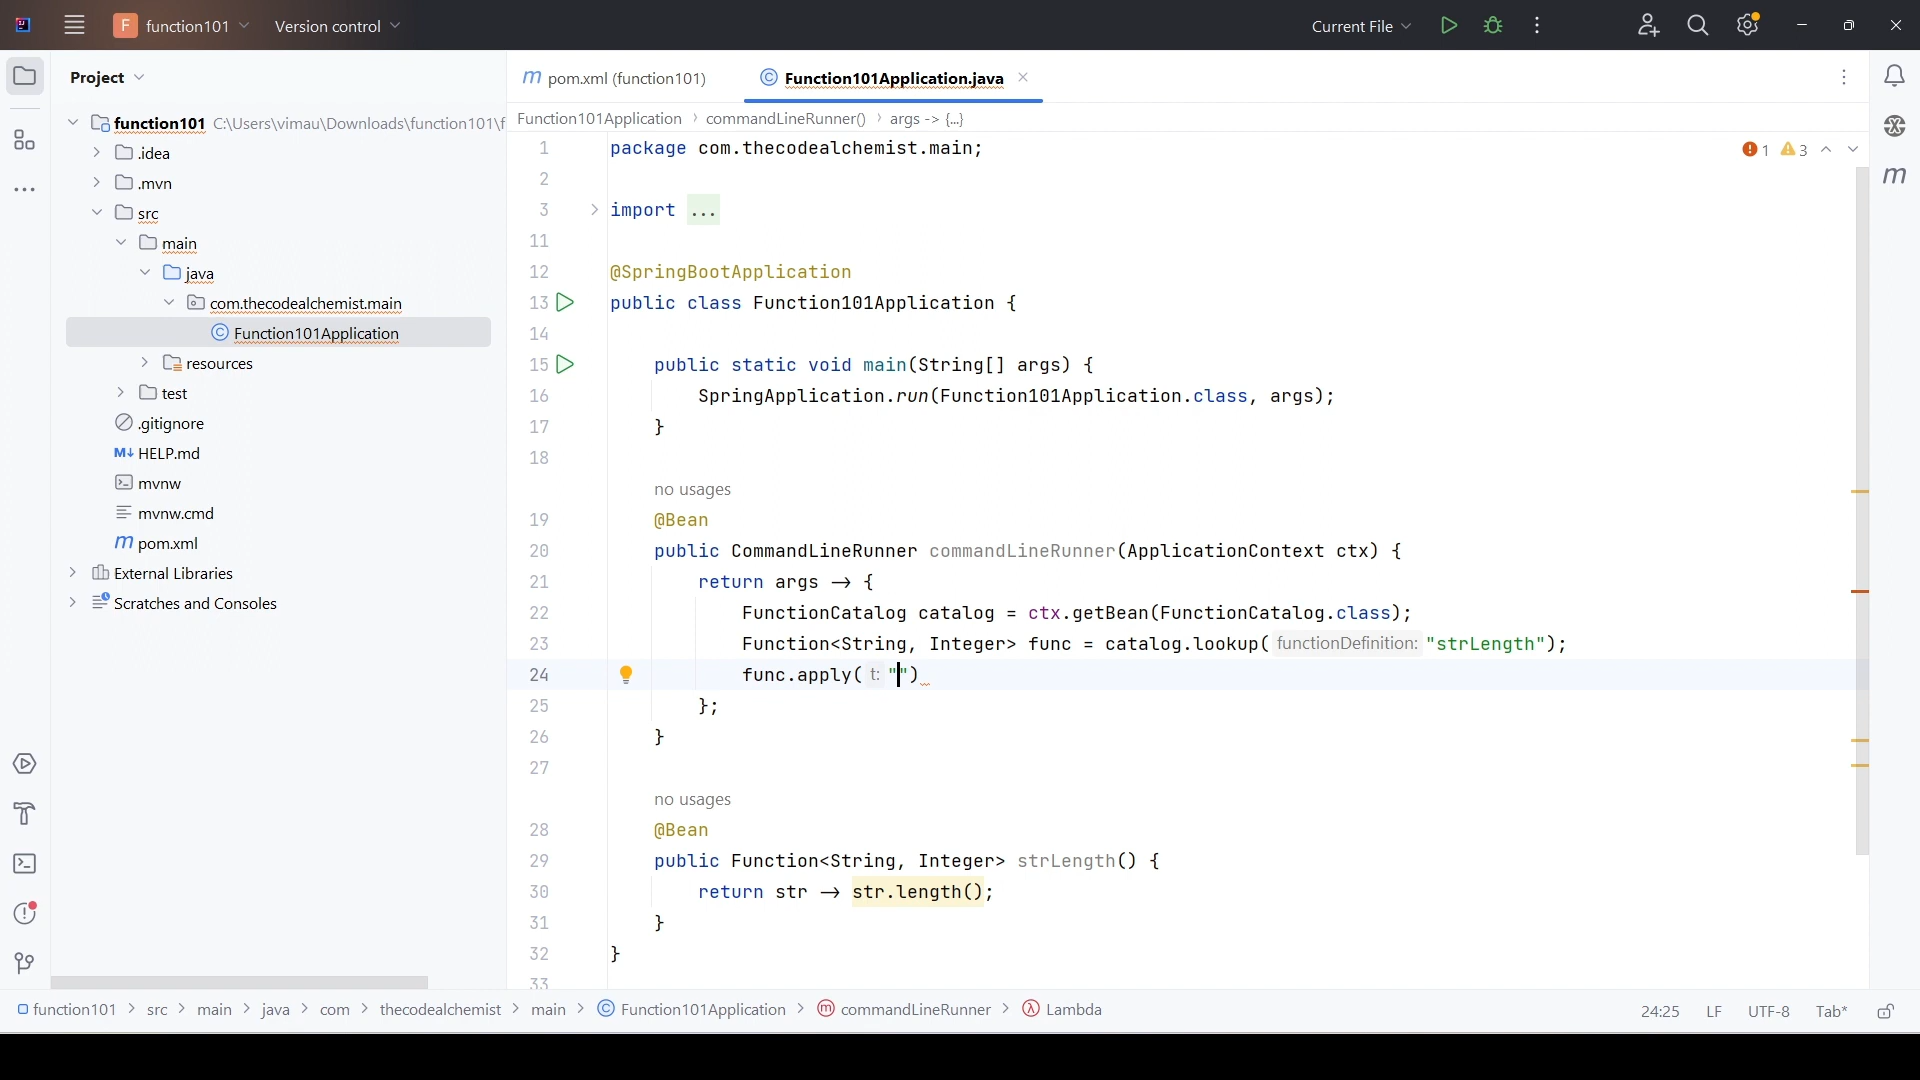 F function101 Version control Current File
Project
m pom.xml (function101) Function101Application.java
function101 C:\Users\vimau\Downloads\function101\f
Function101Application > commandLineRunner() > args -> {...}
.idea
.mvn
src
main
java
com.thecodealchemist.main
Function101Application
resources
test
.gitignore
M↓ HELP.md
mvnw
mvnw.cmd
m pom.xml
External Libraries
Scratches and Consoles
1 3
1 package com.thecodealchemist.main;
2
3 import ...
11
12 @SpringBootApplication
13 public class Function101Application {
14
15 public static void main(String[] args) {
16 SpringApplication.run(Function101Application.class, args);
17 }
18
no usages
19 @Bean
20 public CommandLineRunner commandLineRunner(ApplicationContext ctx) {
21 return args → {
22 FunctionCatalog catalog = ctx.getBean(FunctionCatalog.class);
23 Function<String, Integer> func = catalog.lookup( functionDefinition: "strLength");
24 func.apply( t: "")
25 };
26 }
27
no usages
28 @Bean
29 public Function<String, Integer> strLength() {
30 return str → str.length();
31 }
32 }
33
function101 > src > main > java > com > thecodealchemist > main > Function101Application > commandLineRunner > Lambda
24:25 LF UTF-8 Tab*